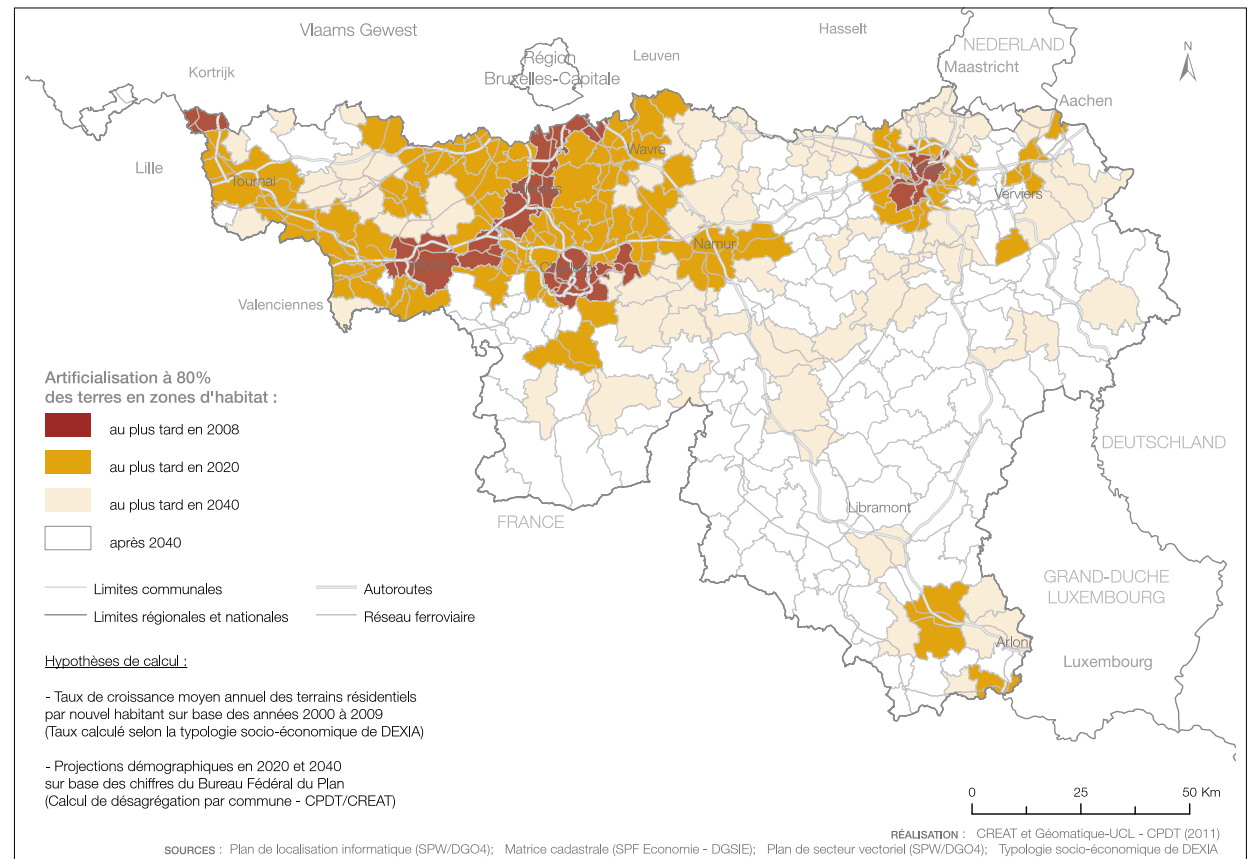 Vlaams Gewest
Hasselt
Kortrijk
Région
Bruxelles-Capitale
Leuven
NEDERLAND
Maastricht
N
Aachen
Lille
Tournai
Wavre
Verviers
Namur
Valenciennes
Artificialisation à 80%
des terres en zones d'habitat :
au plus tard en 2008
au plus tard en 2020
au plus tard en 2040
après 2040
DEUTSCHLAND
FRANCE
Libramont
GRAND-DUCHE
LUXEMBOURG
Arlon
Luxembourg
Limites communales
Autoroutes
Limites régionales et nationales
Réseau ferroviaire
Hypothèses de calcul :
- Taux de croissance moyen annuel des terrains résidentiels
par nouvel habitant sur base des années 2000 à 2009
(Taux calculé selon la typologie socio-économique de DEXIA)
- Projections démographiques en 2020 et 2040
sur base des chiffres du Bureau Fédéral du Plan
(Calcul de désagrégation par commune - CPDT/CREAT)
0 25 50 Km
RÉALISATION : CREAT et Géomatique-UCL - CPDT (2011)
SOURCES : Plan de localisation informatique (SPW/DGO4); Matrice cadastrale (SPF Economie - DGSIE); Plan de secteur vectoriel (SPW/DGO4); Typologie socio-économique de DEXIA